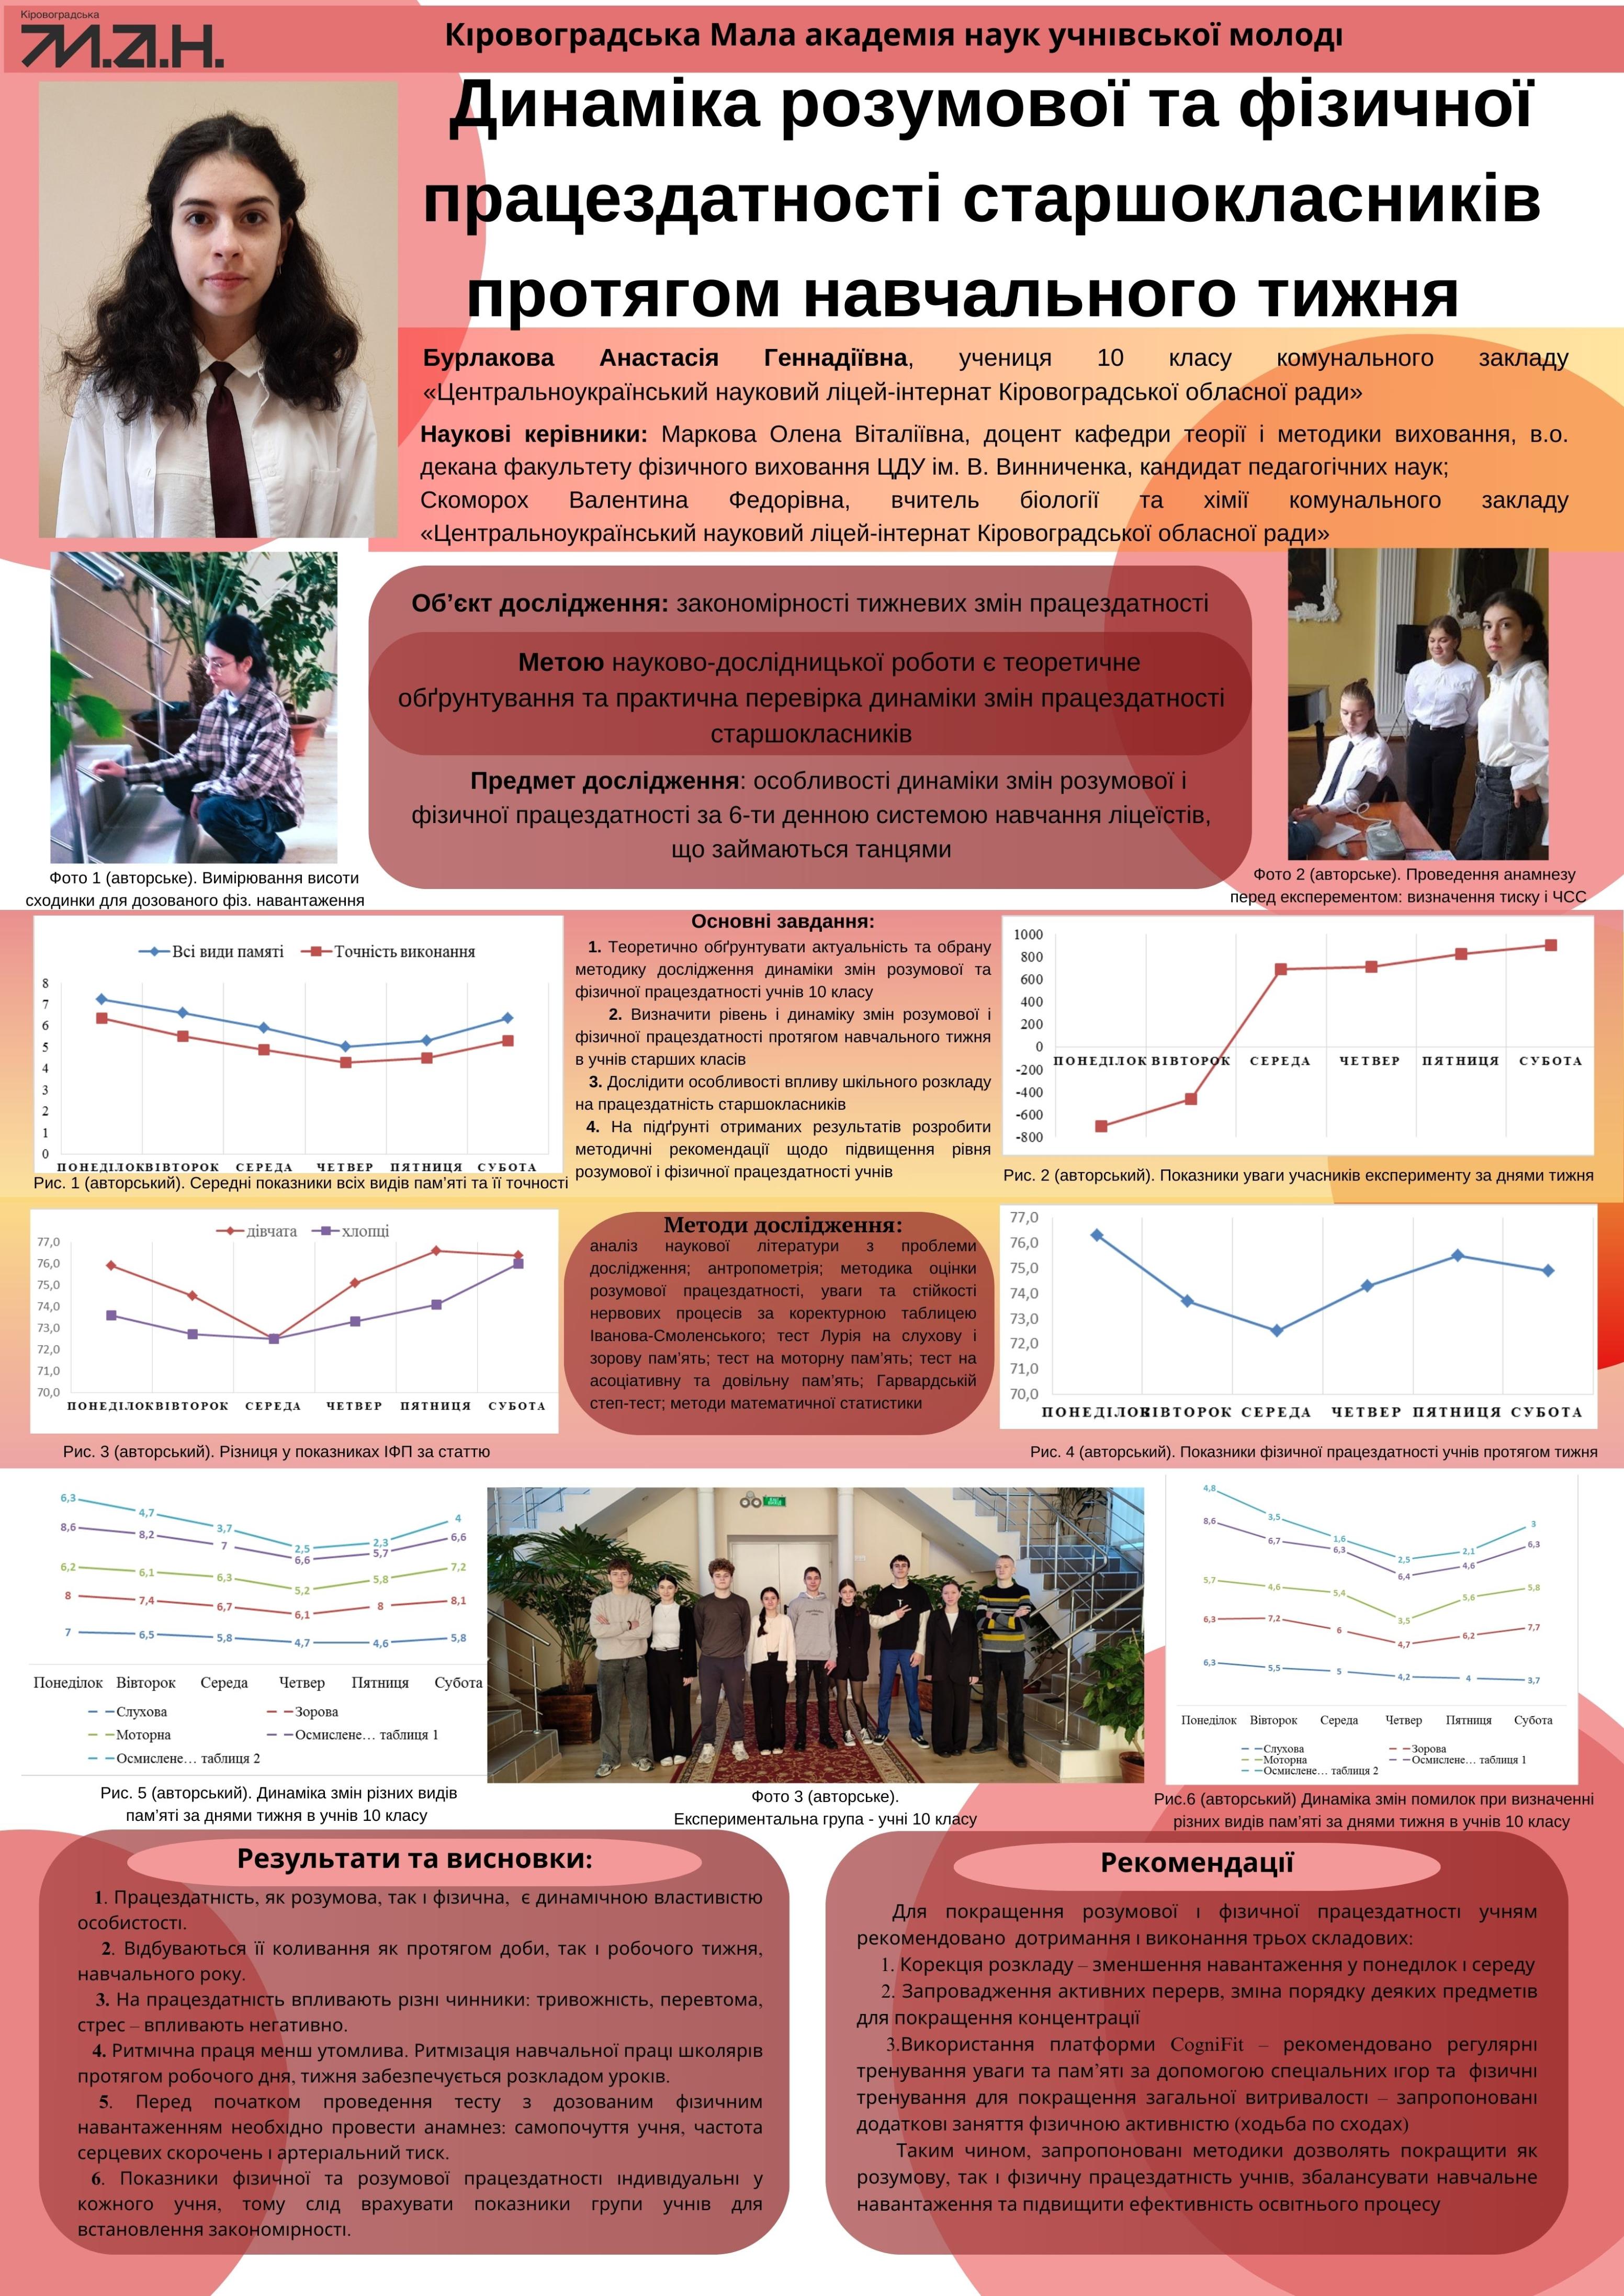 Кіровоградська
М.А.Н.
Кіровоградська Мала академія наук учнівської молоді
Динаміка розумової та фізичної
працездатності старшокласників
протягом навчального тижня
Бурлакова Анастасія Геннадіївна, учениця 10 класу комунального закладу
«Центральноукраїнський науковий ліцей-інтернат Кіровоградської обласної ради»
Наукові керівники: Маркова Олена Віталіївна, доцент кафедри теорії і методики виховання, в.о.
декана факультету фізичного виховання ЦДУ ім. В. Винниченка, кандидат педагогічних наук;
Скоморох Валентина Федорівна, вчитель біології та хімії комунального закладу
«Центральноукраїнський науковий ліцей-інтернат Кіровоградської обласної ради»
Об’єкт дослідження: закономірності тижневих змін працездатності
Метою науково-дослідницької роботи є теоретичне
обґрунтування та практична перевірка динаміки змін працездатності
старшокласників
Предмет дослідження: особливості динаміки змін розумової і
фізичної працездатності за 6-ти денною системою навчання ліцеїстів,
що займаються танцями
Фото 1 (авторське). Вимірювання висоти
сходинки для дозованого фіз. навантаження
Фото 2 (авторське). Проведення анамнезу
перед експерементом: визначення тиску і ЧСС
Всі види памяті Точність виконання
8
7
6
5
4
3
2
1
0
ПОНЕДІЛОК ВІВТОРОК СЕРЕДА ЧЕТВЕР ПЯТНИЦЯ СУБОТА
Рис. 1 (авторський). Середні показники всіх видів пам’яті та її точності
Основні завдання:
1. Теоретично обґрунтувати актуальність та обрану
методику дослідження динаміки змін розумової та
фізичної працездатності учнів 10 класу
2. Визначити рівень і динаміку змін розумової і
фізичної працездатності протягом навчального тижня
в учнів старших класів
3. Дослідити особливості впливу шкільного розкладу
на працездатність старшокласників
4. На підґрунті отриманих результатів розробити
методичні рекомендації щодо підвищення рівня
розумової і фізичної працездатності учнів
1000
800
600
400
200
0
-200
-400
-600
-800
ПОНЕДІЛОК ВІВТОРОК СЕРЕДА ЧЕТВЕР ПЯТНИЦЯ СУБОТА
Рис. 2 (авторський). Показники уваги учасників експерименту за днями тижня
дівчата хлопці
77,0
76,0
75,0
74,0
73,0
72,0
71,0
70,0
ПОНЕДІЛОК ВІВТОРОК СЕРЕДА ЧЕТВЕР ПЯТНИЦЯ СУБОТА
Рис. 3 (авторський). Різниця у показниках ІФП за статтю
Методи дослідження:
аналіз наукової літератури з проблеми
дослідження; антропометрія; методика оцінки
розумової працездатності, уваги та стійкості
нервових процесів за коректурною таблицею
Іванова-Смоленського; тест Лурія на слухову і
зорову пам’ять; тест на моторну пам’ять; тест на
асоціативну та довільну пам’ять; Гарвардській
степ-тест; методи математичної статистики
77,0
76,0
75,0
74,0
73,0
72,0
71,0
70,0
ПОНЕДІЛОК ВІВТОРОК СЕРЕДА ЧЕТВЕР ПЯТНИЦЯ СУБОТА
Рис. 4 (авторський). Показники фізичної працездатності учнів протягом тижня
6,3 4,7 3,7 2,5 2,3 4
8,6 8,2 7 6,6 5,7 6,6
6,2 6,1 6,3 5,2 5,8 7,2
8 7,4 6,7 6,1 8 8,1
7 6,5 5,8 4,7 4,6 5,8
Понеділок Вівторок Середа Четвер Пятниця Субота
Слухова Зорова
Моторна Осмислене… таблиця 1
Осмислене… таблиця 2
Рис. 5 (авторський). Динаміка змін різних видів
пам’яті за днями тижня в учнів 10 класу
Фото 3 (авторське).
Експериментальна група - учні 10 класу
4,8 3,5 1,6 2,5 2,1 3
8,6 6,7 6,3 6,4 4,6 6,3
5,7 4,6 5,4 3,5 5,6 5,8
6,3 7,2 6 4,7 6,2 7,7
6,3 5,5 5 4,2 4 3,7
Понеділок Вівторок Середа Четвер Пятниця Субота
Слухова Зорова
Моторна Осмислене… таблиця 1
Осмислене… таблиця 2
Рис.6 (авторський) Динаміка змін помилок при визначенні
різних видів пам’яті за днями тижня в учнів 10 класу
Результати та висновки:
1. Працездатність, як розумова, так і фізична, є динамічною властивістю
особистості.
2. Відбуваються її коливання як протягом доби, так і робочого тижня,
навчального року.
3. На працездатність впливають різні чинники: тривожність, перевтома,
стрес – впливають негативно.
4. Ритмічна праця менш утомлива. Ритмізація навчальної праці школярів
протягом робочого дня, тижня забезпечується розкладом уроків.
5. Перед початком проведення тесту з дозованим фізичним
навантаженням необхідно провести анамнез: самопочуття учня, частота
серцевих скорочень і артеріальний тиск.
6. Показники фізичної та розумової працездатності індивідуальні у
кожного учня, тому слід врахувати показники групи учнів для
встановлення закономірності.
Рекомендації
Для покращення розумової і фізичної працездатності учням
рекомендовано дотримання і виконання трьох складових:
1. Корекція розкладу – зменшення навантаження у понеділок і середу
2. Запровадження активних перерв, зміна порядку деяких предметів
для покращення концентрації
3.Використання платформи CogniFit – рекомендовано регулярні
тренування уваги та пам’яті за допомогою спеціальних ігор та фізичні
тренування для покращення загальної витривалості – запропоновані
додаткові заняття фізичною активністю (ходьба по сходах)
Таким чином, запропоновані методики дозволять покращити як
розумову, так і фізичну працездатність учнів, збалансувати навчальне
навантаження та підвищити ефективність освітнього процесу